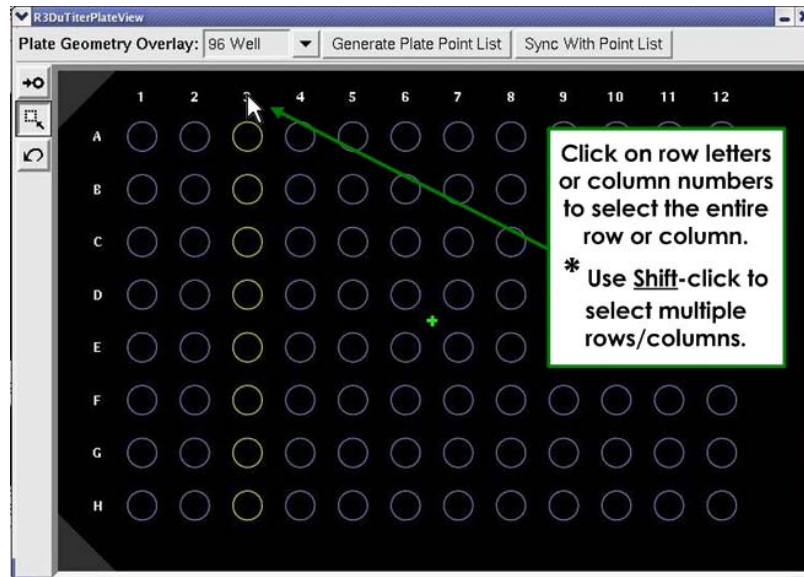 R3DuTiterPlateView
Plate Geometry Overlay: 96 Well Generate Plate Point List Sync With Point List
1 2 4 5 6 7 8 9 10 11 12
A
B
C
D
E
F
G
H
Click on row letters
or column numbers
to select the entire
row or column.
* Use Shift-click to
select multiple
rows/columns.